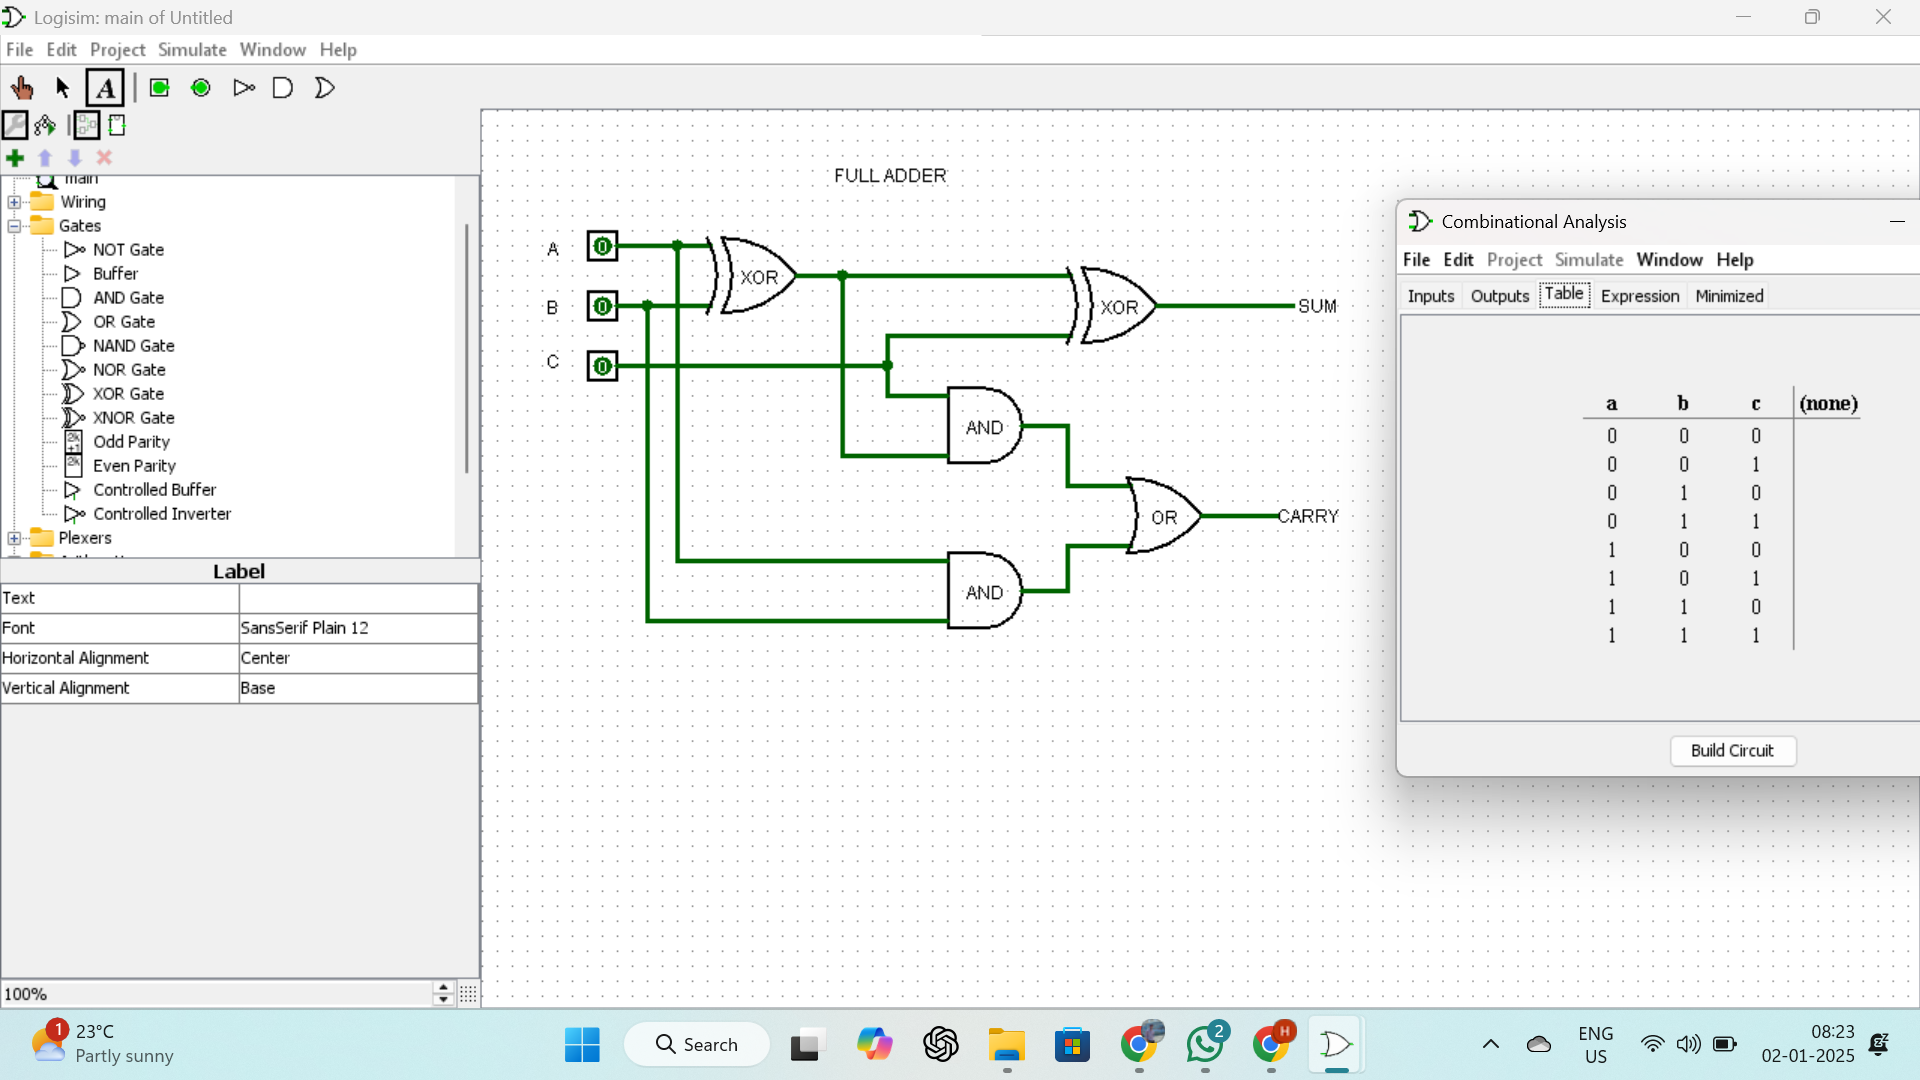 Logisim: main of Untitled
File Edit Project Simulate Window Help
A
main
Wiring
Gates
NOT Gate
Buffer
AND Gate
OR Gate
NAND Gate
NOR Gate
XOR Gate
XNOR Gate
2k+1 Odd Parity
2k Even Parity
Controlled Buffer
Controlled Inverter
Plexers
Label
Text
Font SansSerif Plain 12
Horizontal Alignment Center
Vertical Alignment Base
100%
FULL ADDER
A 0
B 0
C 0
XOR
XOR
SUM
AND
OR
CARRY
AND
Combinational Analysis
File Edit Project Simulate Window Help
Inputs Outputs Table Expression Minimized
a b c (none)
0 0 0
0 0 1
0 1 0
0 1 1
1 0 0
1 0 1
1 1 0
1 1 1
Build Circuit
1 23°C
Partly sunny
Search
2
H
ENG
US
08:23
02-01-2025